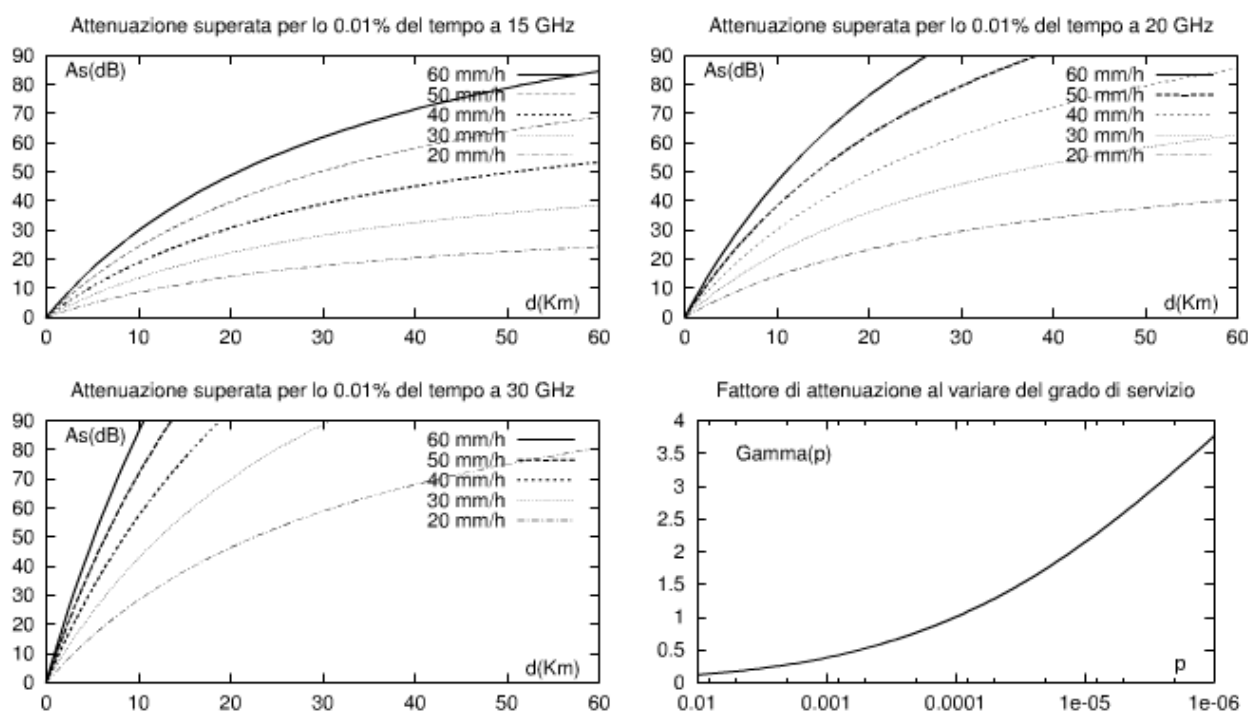 Attenuazione superata per lo 0.01% del tempo a 15 GHz
90
80
70
60
50
40
30
20
10
0
As(dB)
60 mm/h
50 mm/h
40 mm/h
30 mm/h
20 mm/h
d(Km)
0 10 20 30 40 50 60
Attenuazione superata per lo 0.01% del tempo a 20 GHz
90
80
70
60
50
40
30
20
10
0
As(dB)
60 mm/h
50 mm/h
40 mm/h
30 mm/h
20 mm/h
d(Km)
0 10 20 30 40 50 60
Attenuazione superata per lo 0.01% del tempo a 30 GHz
90
80
70
60
50
40
30
20
10
0
As(dB)
60 mm/h
50 mm/h
40 mm/h
30 mm/h
20 mm/h
d(Km)
0 10 20 30 40 50 60
Fattore di attenuazione al variare del grado di servizio
4
3.5
3
2.5
2
1.5
1
0.5
0
Gamma(p)
p
0.01 0.001 0.0001 1e-05 1e-06